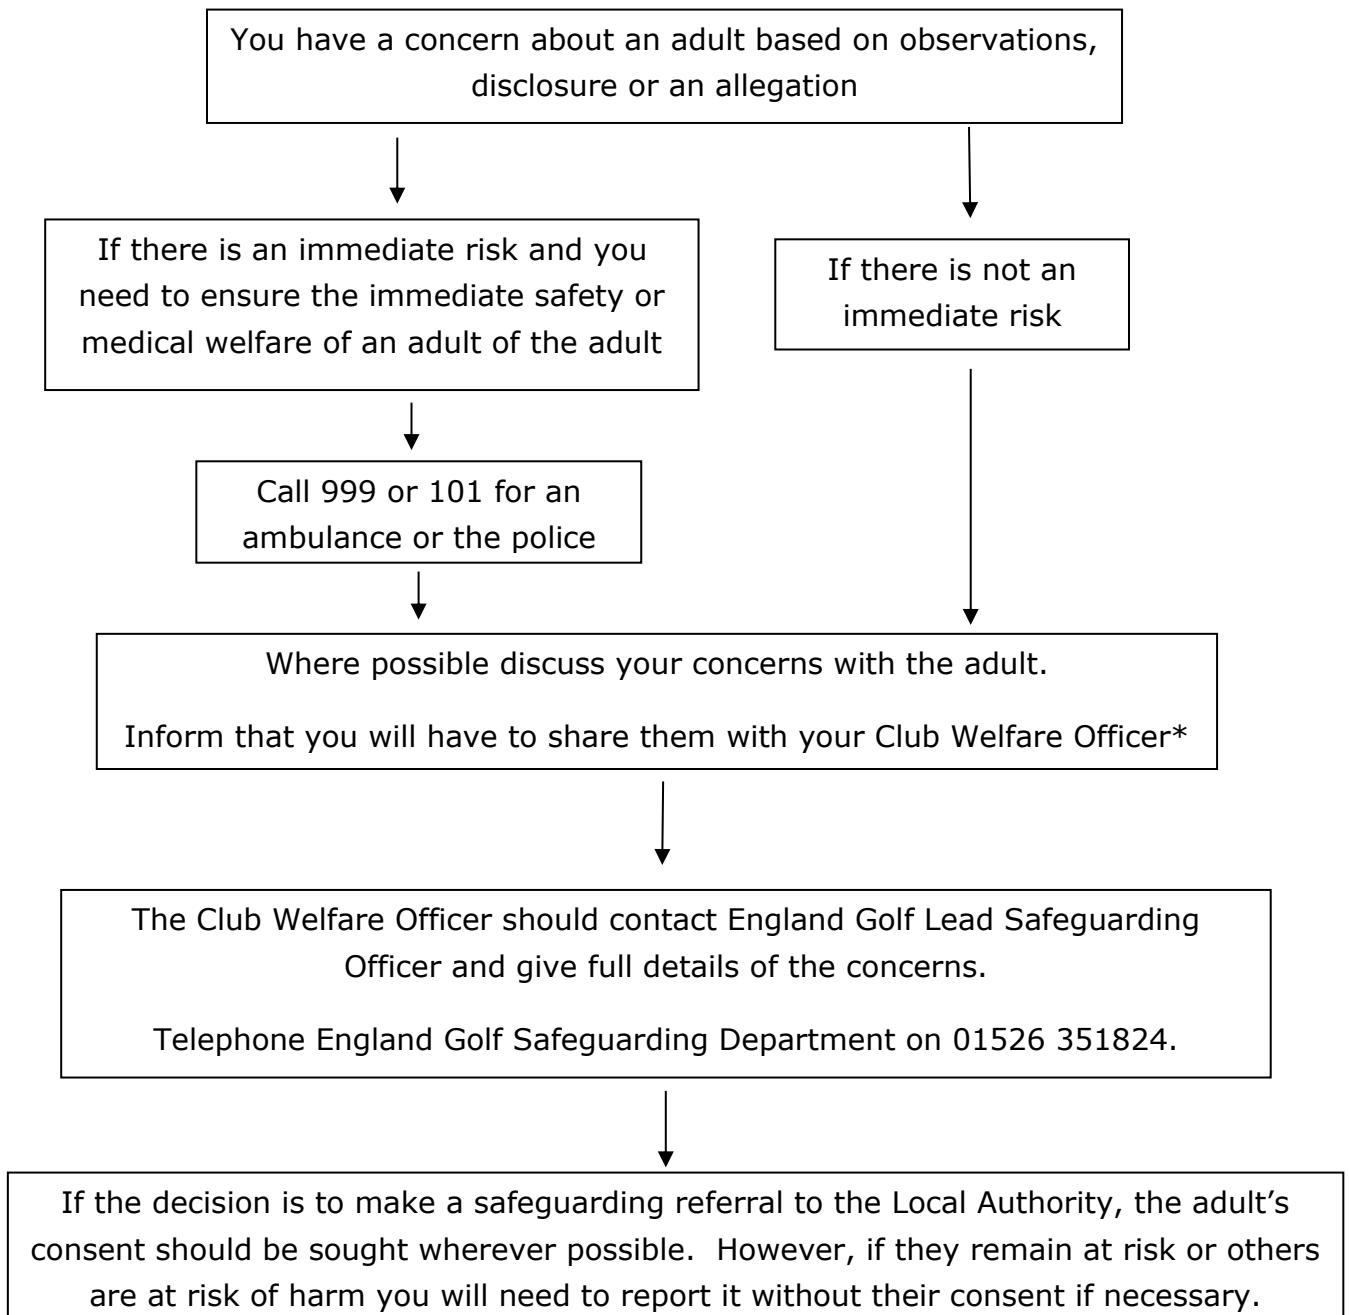 You have a concern about an adult based on observations,
disclosure or an allegation
If there is an immediate risk and you
need to ensure the immediate safety or
medical welfare of an adult of the adult
If there is not an
immediate risk
Call 999 or 101 for an
ambulance or the police
Where possible discuss your concerns with the adult.
Inform that you will have to share them with your Club Welfare Officer*
The Club Welfare Officer should contact England Golf Lead Safeguarding
Officer and give full details of the concerns.
Telephone England Golf Safeguarding Department on 01526 351824.
If the decision is to make a safeguarding referral to the Local Authority, the adult’s
consent should be sought wherever possible.  However, if they remain at risk or others
are at risk of harm you will need to report it without their consent if necessary.